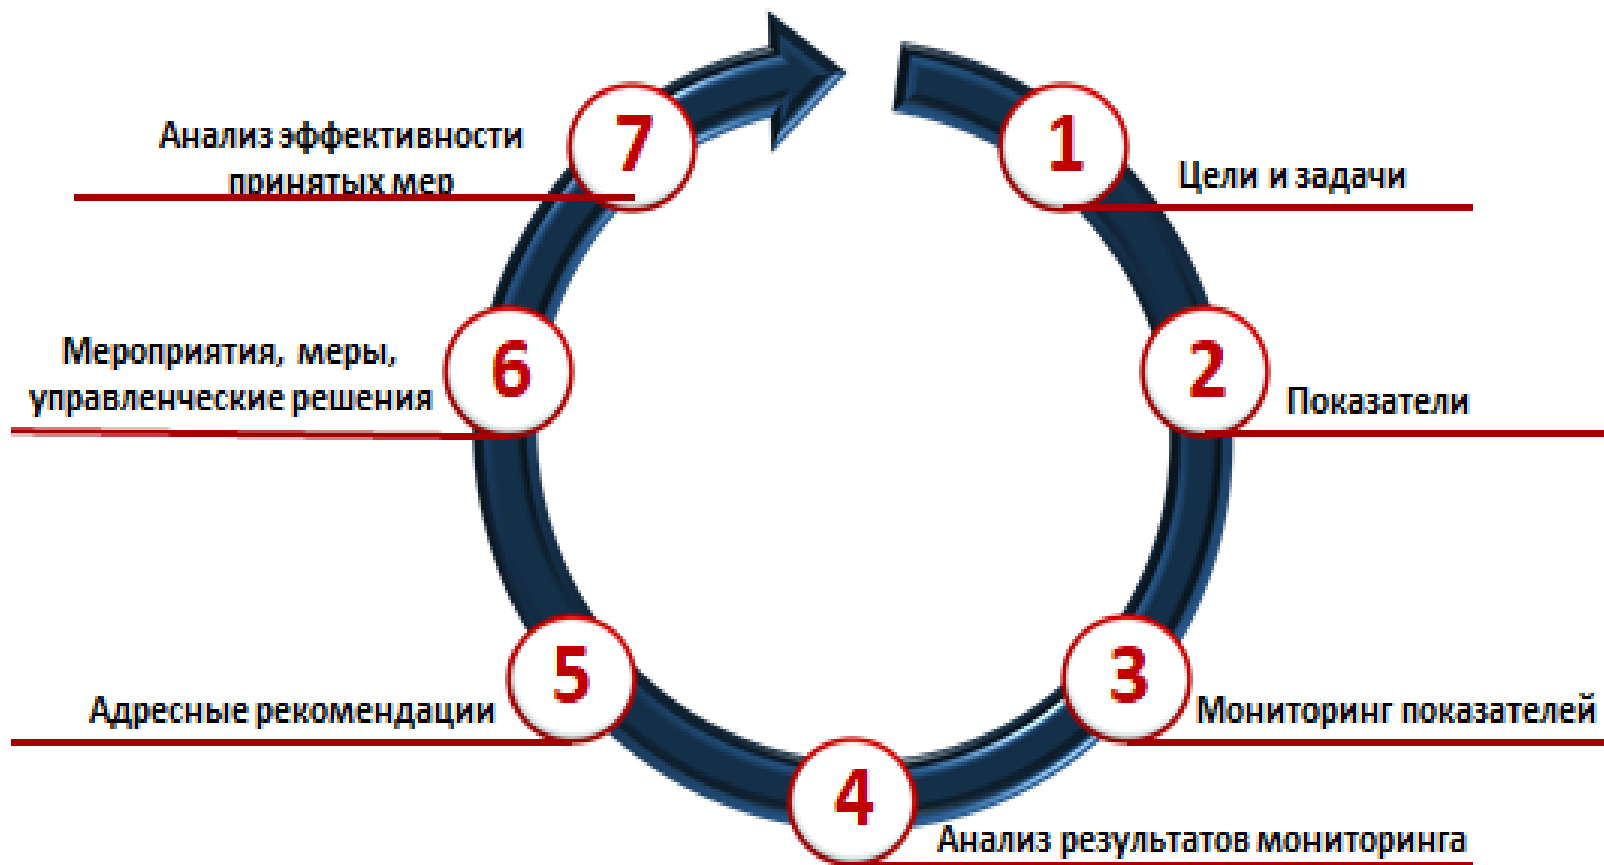 1
Цели и задачи
2
Показатели
3
Мониторинг показателей
4
Анализ результатов мониторинга
5
Адресные рекомендации
6
Мероприятия, меры,
управленческие решения
7
Анализ эффективности
принятых мер